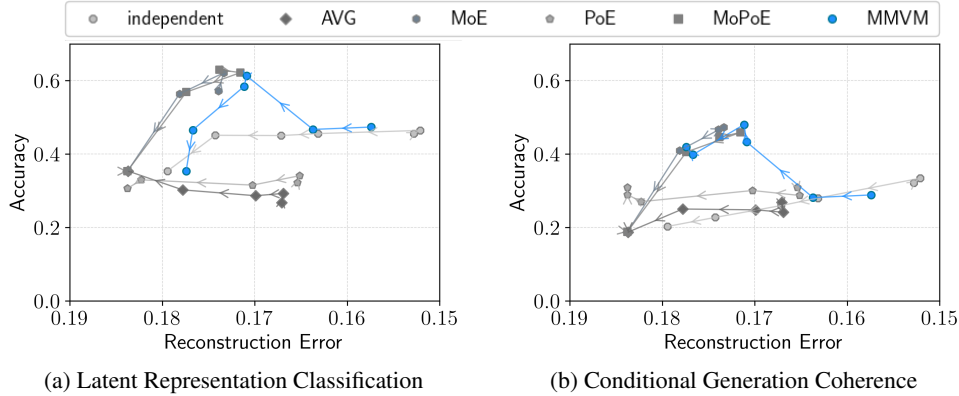 independent AVG MoE PoE MoPoE MMVM
0.6
0.4
0.2
0.0
Accuracy
0.19 0.18 0.17 0.16 0.15
Reconstruction Error
(a) Latent Representation Classification
0.6
0.4
0.2
0.0
Accuracy
0.19 0.18 0.17 0.16 0.15
Reconstruction Error
(b) Conditional Generation Coherence